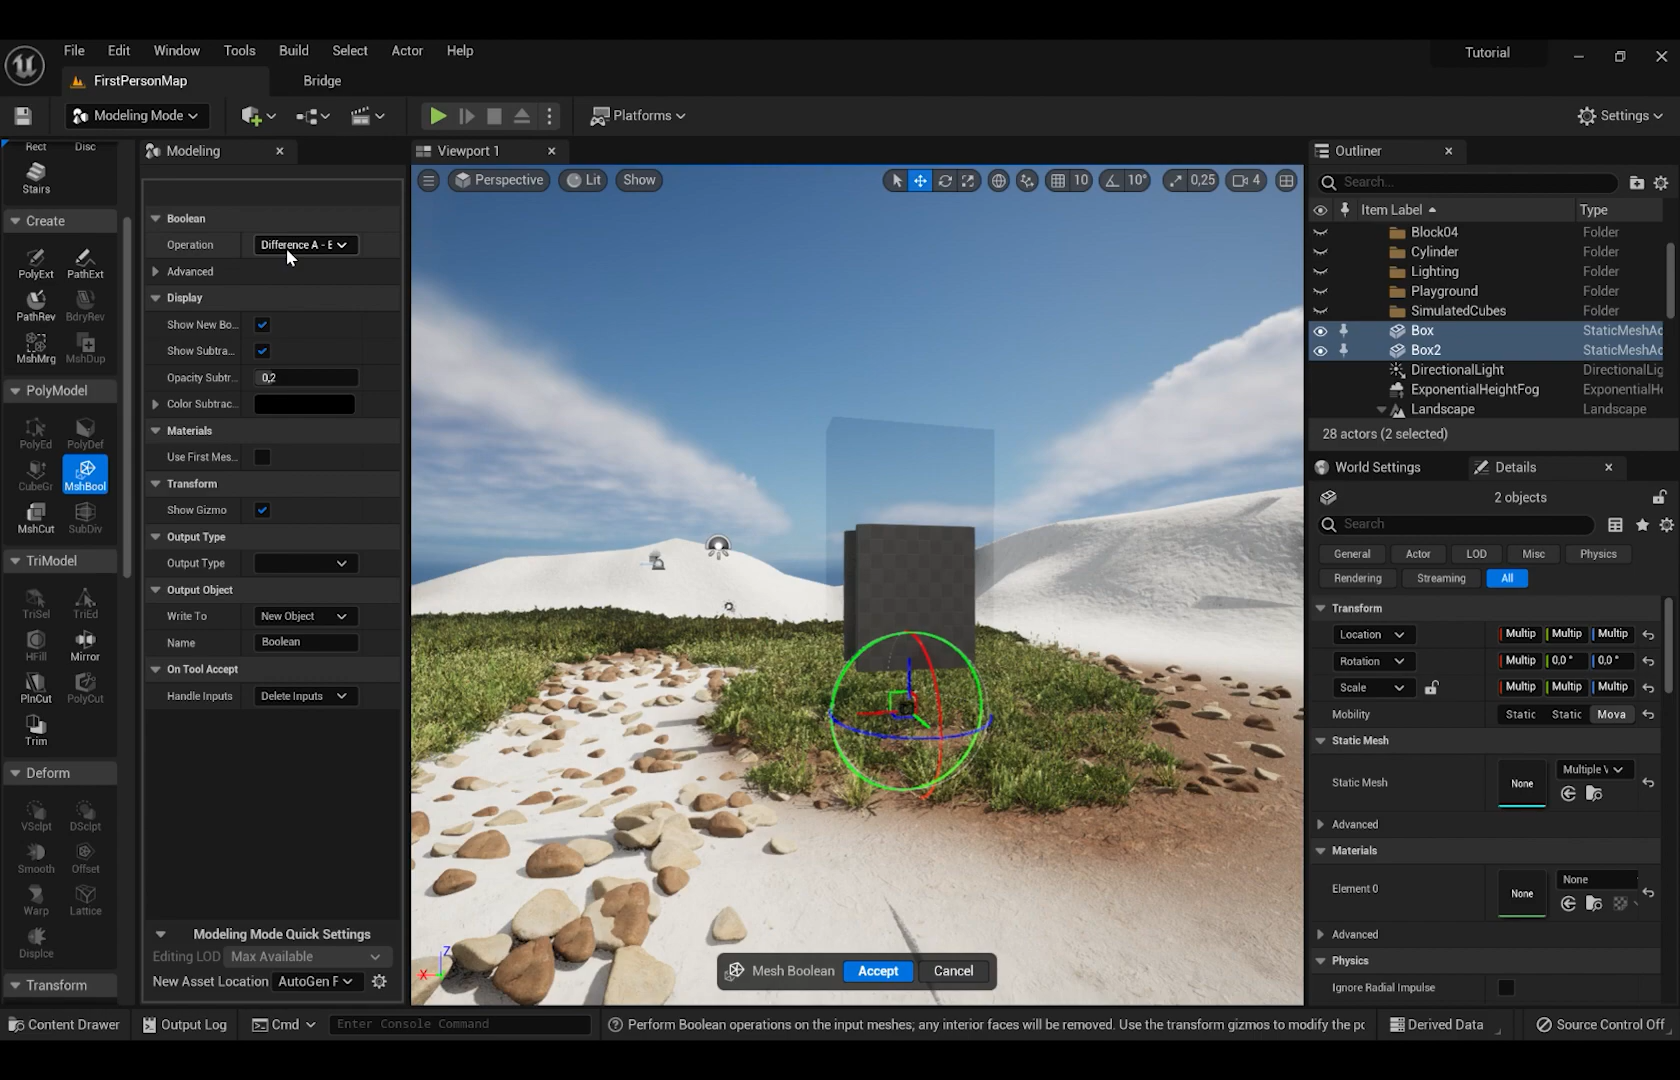 File Edit Window Tools Build Select Actor Help
Tutorial
FirstPersonMap
Bridge
Modeling Mode
Platforms
Settings
Rect Disc
Stairs
Create
PolyExt PathExt
PathRev BdryRev
MshMrg MshDup
PolyModel
PolyEd PolyDef
CubeGr MshBool
MshCut SubDiv
TriModel
TriSel TriEd
HFill Mirror
PlnCut PolyCut
Trim
Deform
VSclpt DSclpt
Smooth Offset
Warp Lattice
Displce
Transform
Modeling
Boolean
Operation Difference A - E
Advanced
Display
Show New Bo...
Show Subtra...
Opacity Subtr... 0,2
Color Subtrac...
Materials
Use First Mes...
Transform
Show Gizmo
Output Type
Output Type
Output Object
Write To New Object
Name Boolean
On Tool Accept
Handle Inputs Delete Inputs
Modeling Mode Quick Settings
Editing LOD Max Available
New Asset Location AutoGen F
Viewport 1
Perspective Lit Show
10 10° 0,25 4
Z
X
Mesh Boolean Accept Cancel
Outliner
Search...
Item Label Type
Block04 Folder
Cylinder Folder
Lighting Folder
Playground Folder
SimulatedCubes Folder
Box StaticMeshAc
Box2 StaticMeshAc
DirectionalLight DirectionalLig
ExponentialHeightFog ExponentialHe
Landscape Landscape
28 actors (2 selected)
World Settings Details
2 objects
Search
General Actor LOD Misc Physics
Rendering Streaming All
Transform
Location Multip Multip Multip
Rotation Multip 0,0° 0,0°
Scale Multip Multip Multip
Mobility Static Static Mova
Static Mesh
Static Mesh None Multiple V
Advanced
Materials
Element 0 None None
Advanced
Physics
Ignore Radial Impulse
Content Drawer Output Log Cmd Enter Console Command
Perform Boolean operations on the input meshes; any interior faces will be removed. Use the transform gizmos to modify the po
Derived Data Source Control Off